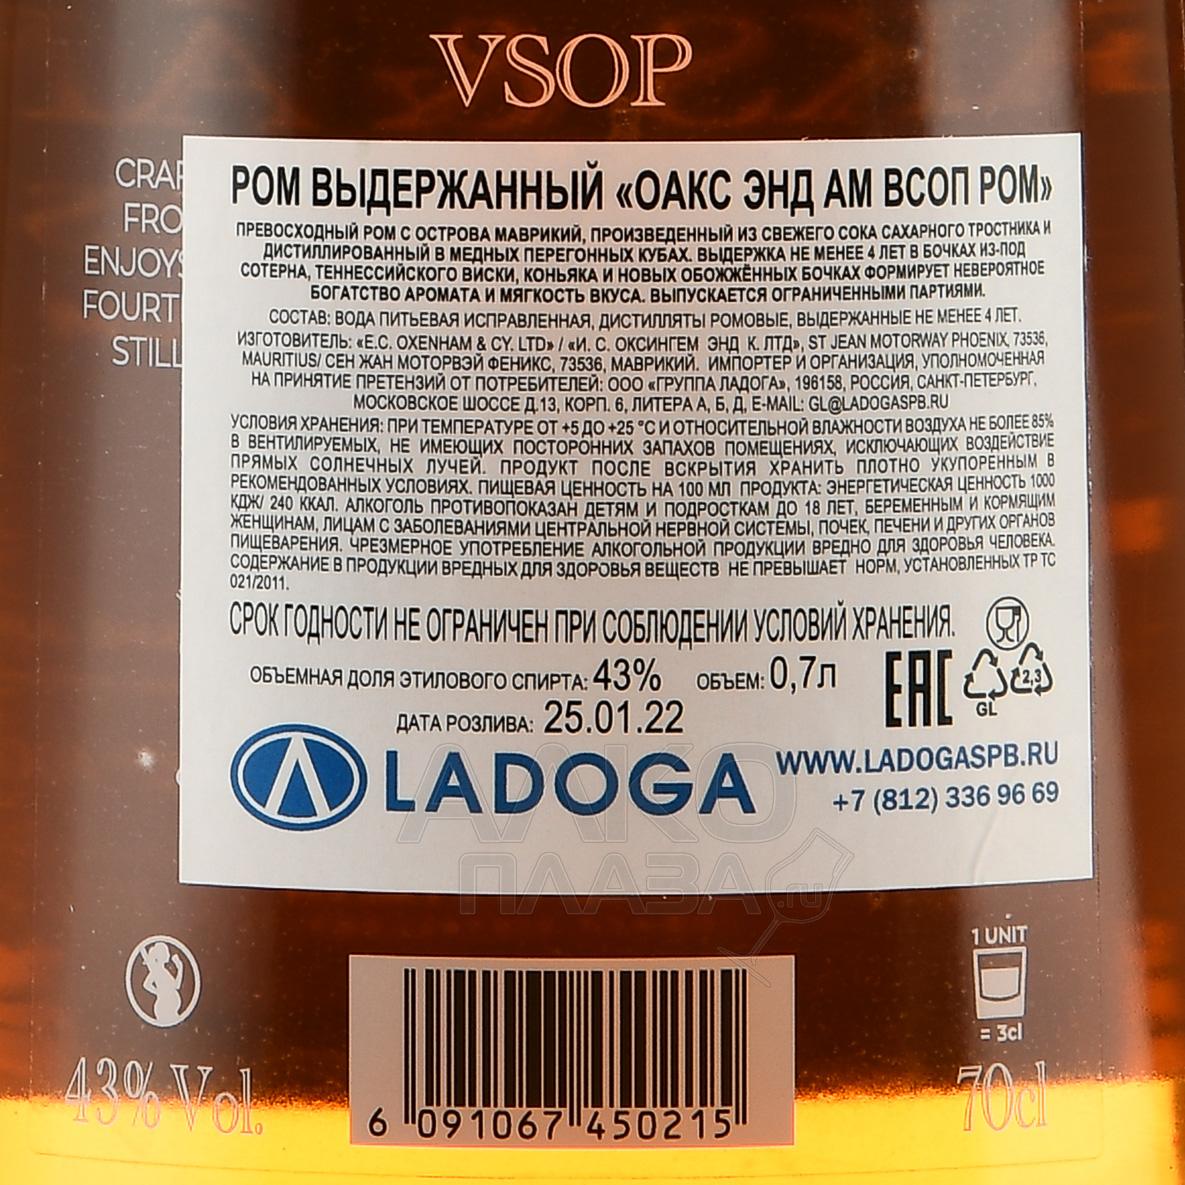 VSOP
CRAF
FRO
ENJOYS
FOURT
STILL
РОМ ВЫДЕРЖАННЫЙ «ОАКС ЭНД АМ ВСОП РОМ»
ПРЕВОСХОДНЫЙ РОМ С ОСТРОВА МАВРИКИЙ, ПРОИЗВЕДЕННЫЙ ИЗ СВЕЖЕГО СОКА САХАРНОГО ТРОСТНИКА И
ДИСТИЛЛИРОВАННЫЙ В МЕДНЫХ ПЕРЕГОННЫХ КУБАХ. ВЫДЕРЖКА НЕ МЕНЕЕ 4 ЛЕТ В БОЧКАХ ИЗ-ПОД
СОТЕРНА, ТЕННЕССИЙСКОГО ВИСКИ, КОНЬЯКА И НОВЫХ ОБОЖЖЁННЫХ БОЧКАХ ФОРМИРУЕТ НЕВЕРОЯТНОЕ
БОГАТСТВО АРОМАТА И МЯГКОСТЬ ВКУСА. ВЫПУСКАЕТСЯ ОГРАНИЧЕННЫМИ ПАРТИЯМИ.
СОСТАВ: ВОДА ПИТЬЕВАЯ ИСПРАВЛЕННАЯ, ДИСТИЛЛЯТЫ РОМОВЫЕ, ВЫДЕРЖАННЫЕ НЕ МЕНЕЕ 4 ЛЕТ.
ИЗГОТОВИТЕЛЬ: «E.C. OXENHAM & CY. LTD» / «И. С. ОКСИНГЕМ ЭНД К. ЛТД», ST JEAN MOTORWAY PHOENIX, 73536,
MAURITIUS/ СЕН ЖАН МОТОРВЭЙ ФЕНИКС, 73536, МАВРИКИЙ. ИМПОРТЕР И ОРГАНИЗАЦИЯ, УПОЛНОМОЧЕННАЯ
НА ПРИНЯТИЕ ПРЕТЕНЗИЙ ОТ ПОТРЕБИТЕЛЕЙ: ООО «ГРУППА ЛАДОГА», 196158, РОССИЯ, САНКТ-ПЕТЕРБУРГ,
МОСКОВСКОЕ ШОССЕ Д.13, КОРП. 6, ЛИТЕРА А, Б, Д, E-MAIL: GL@LADOGASPB.RU
УСЛОВИЯ ХРАНЕНИЯ: ПРИ ТЕМПЕРАТУРЕ ОТ +5 ДО +25 °С И ОТНОСИТЕЛЬНОЙ ВЛАЖНОСТИ ВОЗДУХА НЕ БОЛЕЕ 85%
В ВЕНТИЛИРУЕМЫХ, НЕ ИМЕЮЩИХ ПОСТОРОННИХ ЗАПАХОВ ПОМЕЩЕНИЯХ, ИСКЛЮЧАЮЩИХ ВОЗДЕЙСТВИЕ
ПРЯМЫХ СОЛНЕЧНЫХ ЛУЧЕЙ. ПРОДУКТ ПОСЛЕ ВСКРЫТИЯ ХРАНИТЬ ПЛОТНО УКУПОРЕННЫМ В
РЕКОМЕНДОВАННЫХ УСЛОВИЯХ. ПИЩЕВАЯ ЦЕННОСТЬ НА 100 МЛ ПРОДУКТА: ЭНЕРГЕТИЧЕСКАЯ ЦЕННОСТЬ 1000
КДЖ/ 240 ККАЛ. АЛКОГОЛЬ ПРОТИВОПОКАЗАН ДЕТЯМ И ПОДРОСТКАМ ДО 18 ЛЕТ, БЕРЕМЕННЫМ И КОРМЯЩИМ
ЖЕНЩИНАМ, ЛИЦАМ С ЗАБОЛЕВАНИЯМИ ЦЕНТРАЛЬНОЙ НЕРВНОЙ СИСТЕМЫ, ПОЧЕК, ПЕЧЕНИ И ДРУГИХ ОРГАНОВ
ПИЩЕВАРЕНИЯ. ЧРЕЗМЕРНОЕ УПОТРЕБЛЕНИЕ АЛКОГОЛЬНОЙ ПРОДУКЦИИ ВРЕДНО ДЛЯ ЗДОРОВЬЯ ЧЕЛОВЕКА.
СОДЕРЖАНИЕ В ПРОДУКЦИИ ВРЕДНЫХ ДЛЯ ЗДОРОВЬЯ ВЕЩЕСТВ НЕ ПРЕВЫШАЕТ НОРМ, УСТАНОВЛЕННЫХ ТР ТС
021/2011.
СРОК ГОДНОСТИ НЕ ОГРАНИЧЕН ПРИ СОБЛЮДЕНИИ УСЛОВИЙ ХРАНЕНИЯ.
ОБЪЕМНАЯ ДОЛЯ ЭТИЛОВОГО СПИРТА: 43% ОБЪЕМ: 0,7л
EAC GL 2,3
ДАТА РОЗЛИВА: 25.01.22
LADOGA
WWW.LADOGASPB.RU
+7 (812) 336 96 69
АЛКО
ПЛАЗА.ru
1 UNIT
= 3cl
43% Vol.
70cl
6 091067 450215